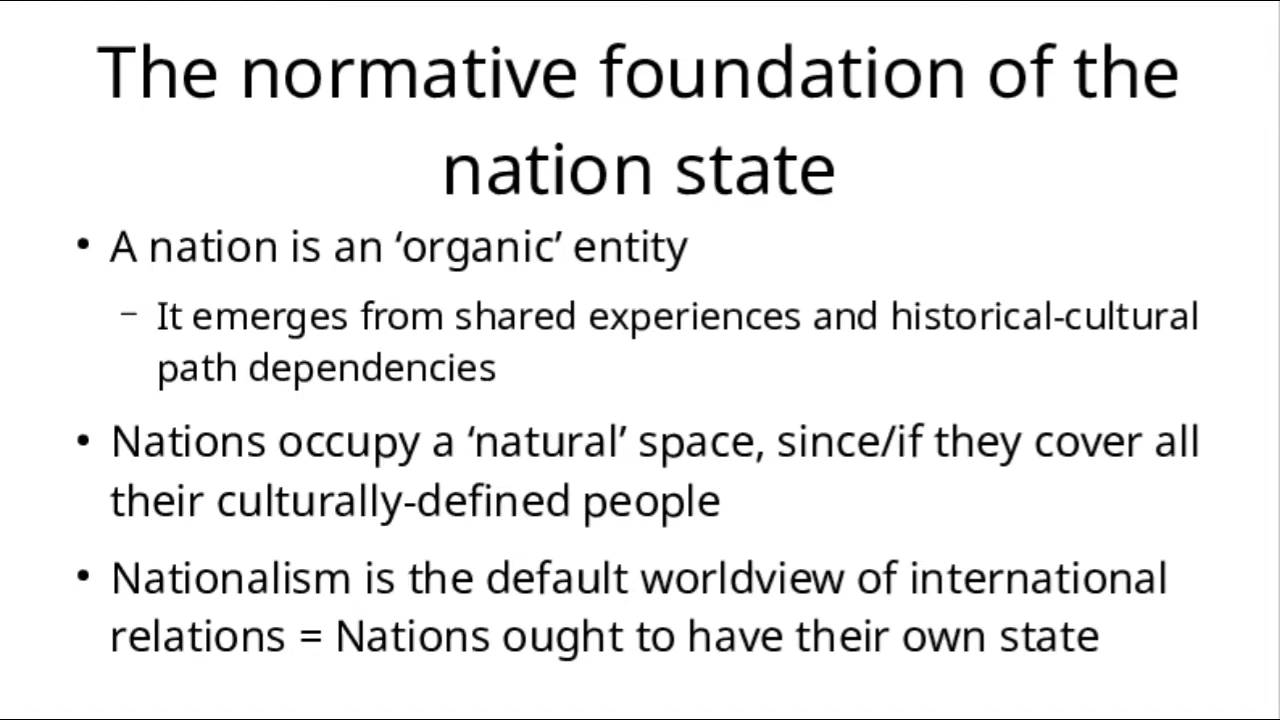 The normative foundation of the
nation state
• A nation is an ‘organic’ entity
– It emerges from shared experiences and historical-cultural
path dependencies
• Nations occupy a ‘natural’ space, since/if they cover all
their culturally-defined people
• Nationalism is the default worldview of international
relations = Nations ought to have their own state